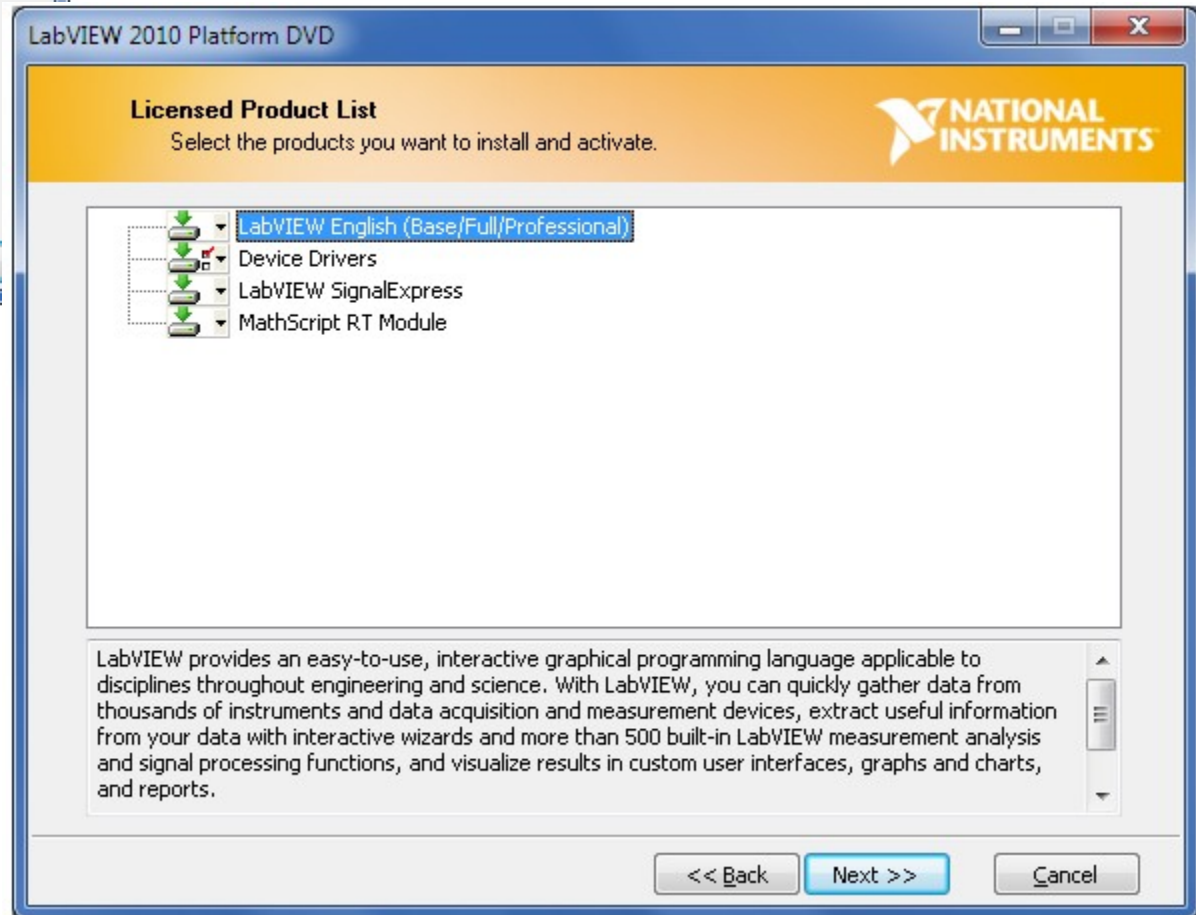 LabVIEW 2010 Platform DVD
Licensed Product List
Select the products you want to install and activate.
NATIONAL
INSTRUMENTS
LabVIEW English (Base/Full/Professional)
Device Drivers
LabVIEW SignalExpress
MathScript RT Module
LabVIEW provides an easy-to-use, interactive graphical programming language applicable to
disciplines throughout engineering and science. With LabVIEW, you can quickly gather data from
thousands of instruments and data acquisition and measurement devices, extract useful information
from your data with interactive wizards and more than 500 built-in LabVIEW measurement analysis
and signal processing functions, and visualize results in custom user interfaces, graphs and charts,
and reports.
<< Back
Next >>
Cancel